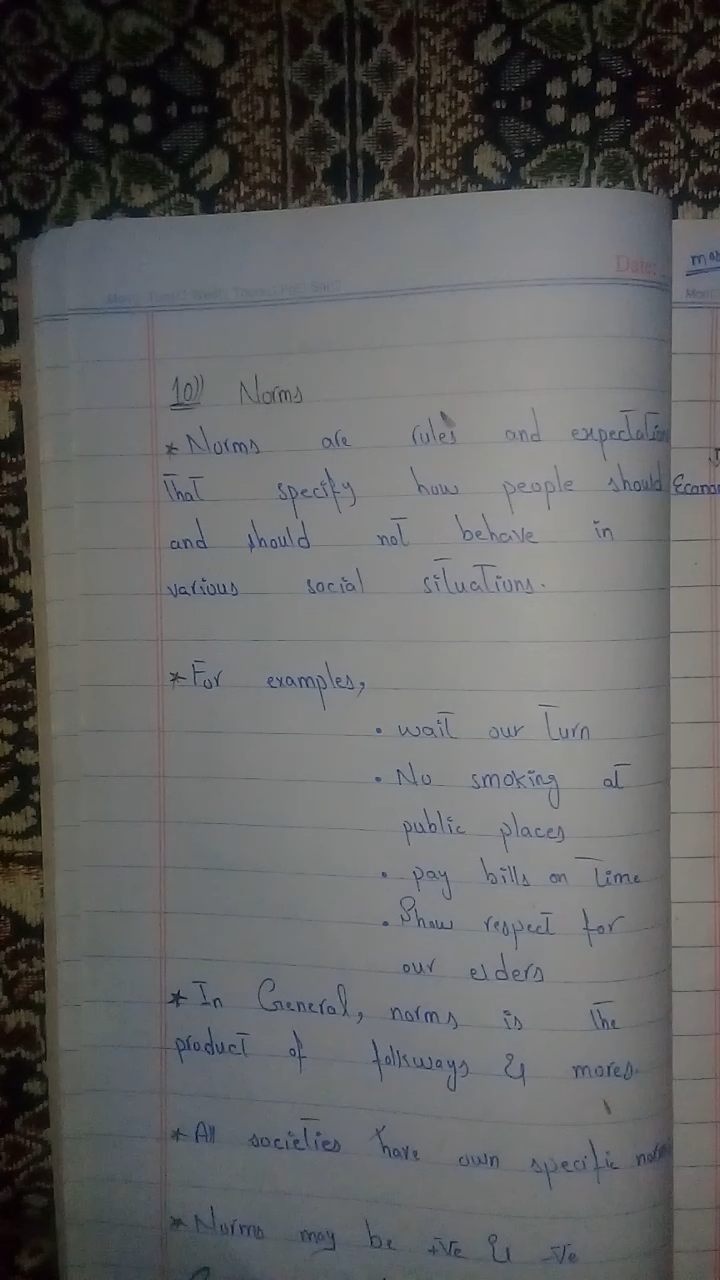 Date:
10)) Norms
* Norms are rules and expectation
that specify how people should
and should not behave in
various social situations.
* For examples,
• wait our turn
• No smoking at
public places
• pay bills on time
• Show respect for
our elders
* In General, norms is the
product of folkways & mores.
* All societies have own specific
* Norms may be +ve & -ve